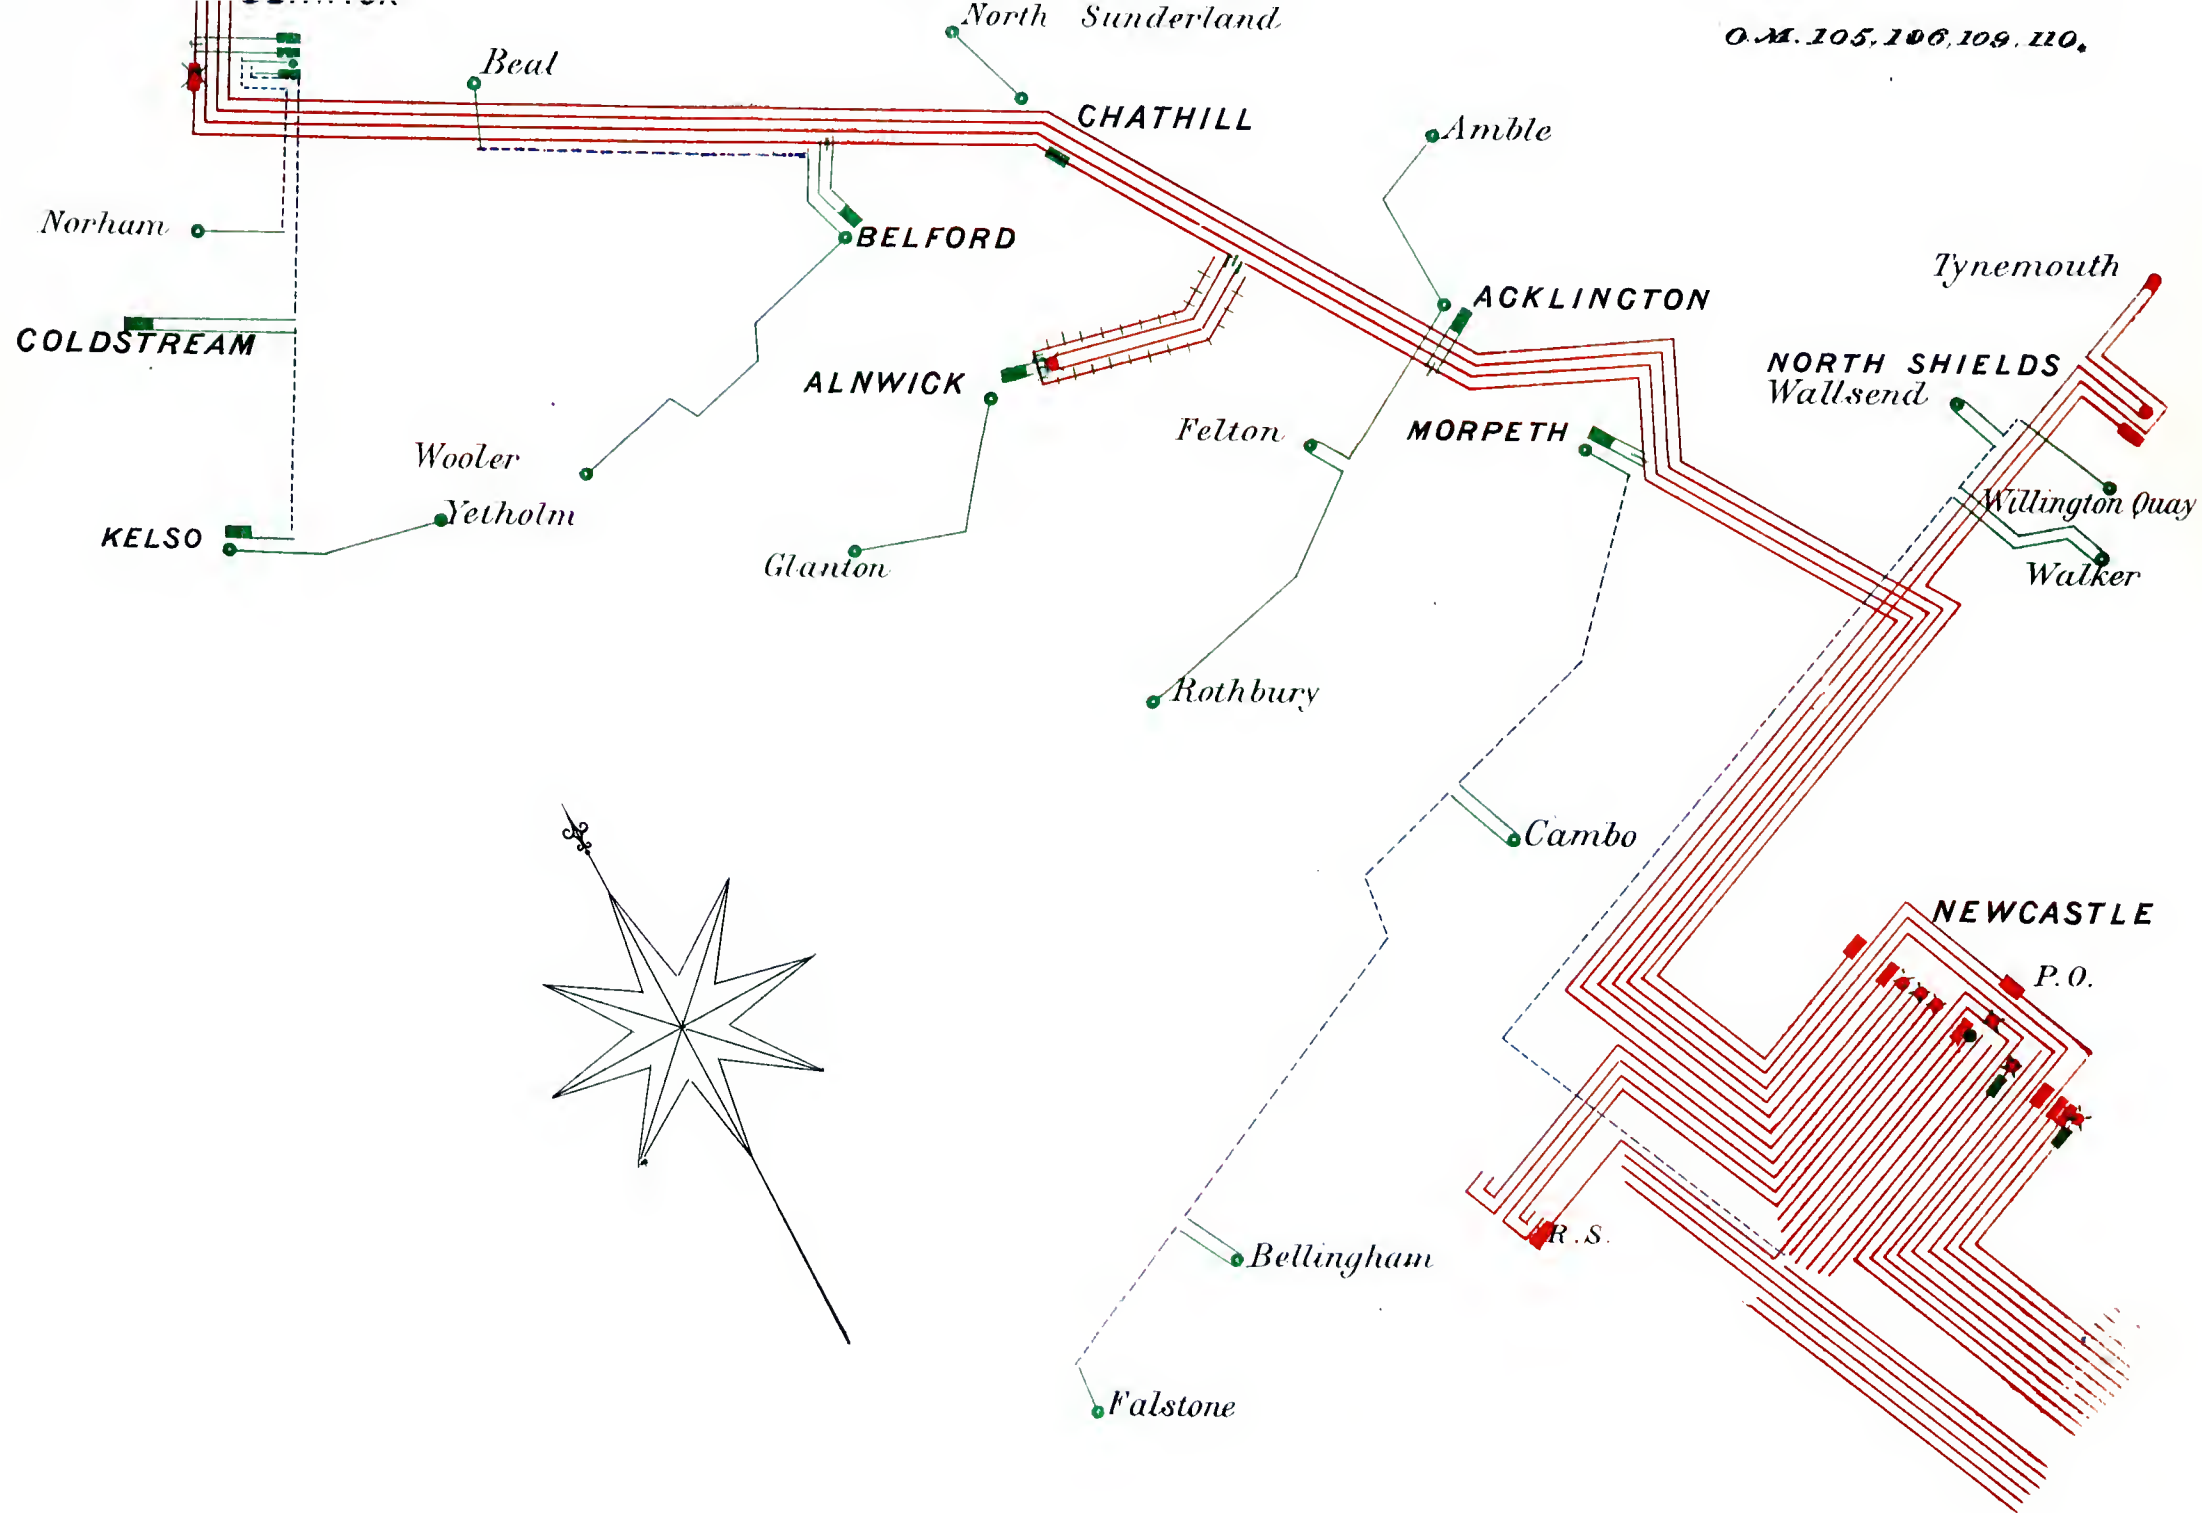 North Sunderland
O.M. 105, 106, 109, 110.
Beal
CHATHILL
Amble
Norham
BELFORD
Tynemouth
ACKLINGTON
COLDSTREAM
NORTH SHIELDS
Wallsend
ALNWICK
Felton
MORPETH
Wooler
Yetholm
Willington Quay
KELSO
Glanton
Walker
Rothbury
Cambo
NEWCASTLE
P.O.
R.S.
Bellingham
Falstone